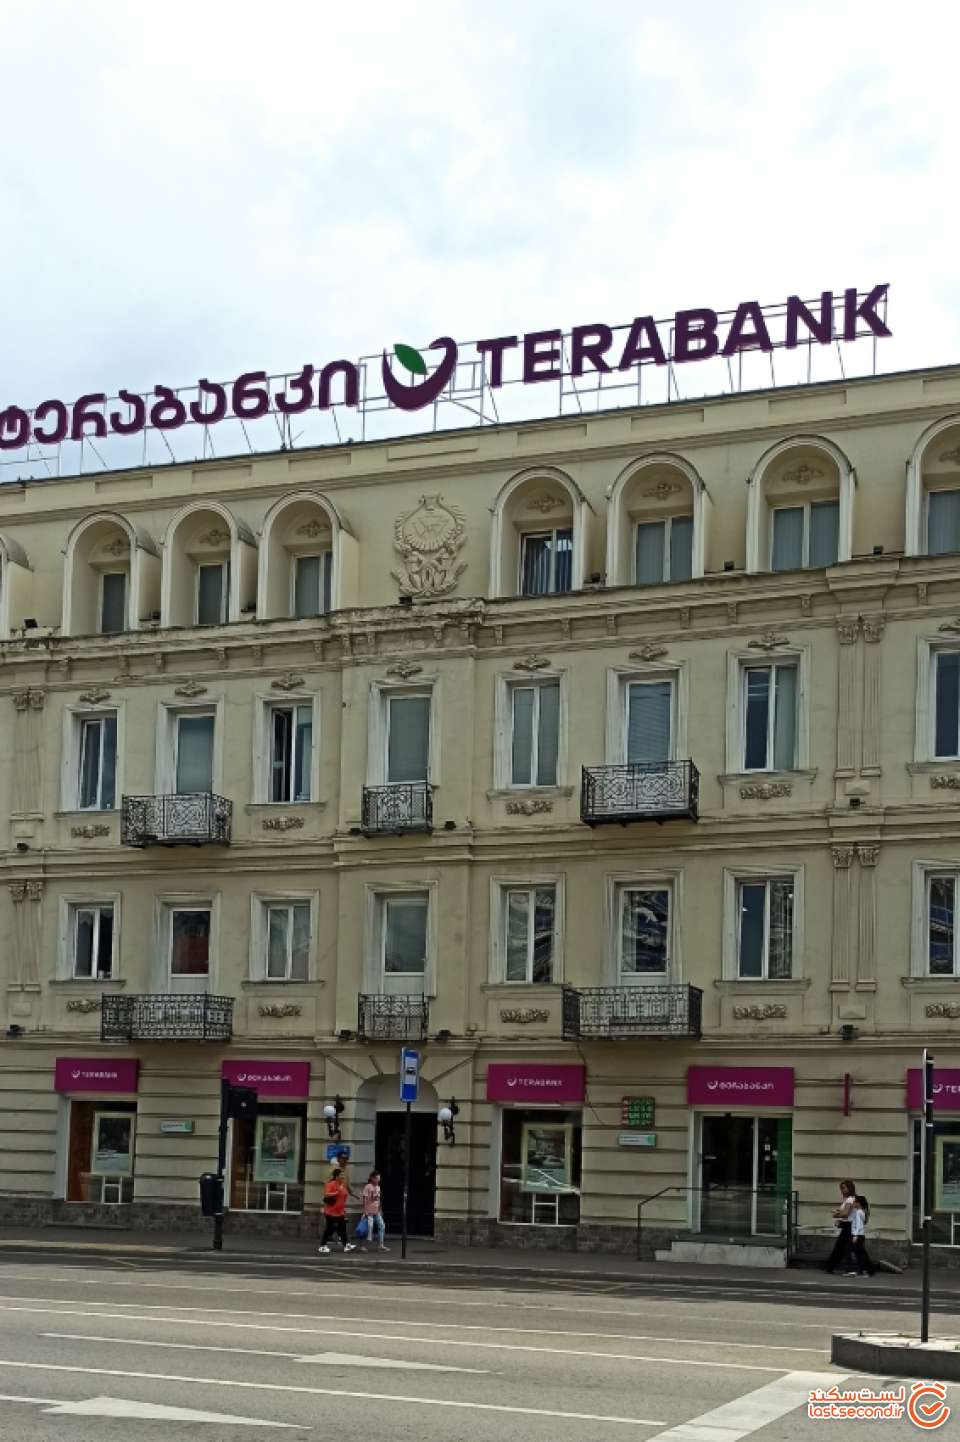 ტერაბანკი TERABANK
TERABANK
ტერაბანკი
TERABANK
ტერაბანკი
لست‌سکند
lastsecond.ir